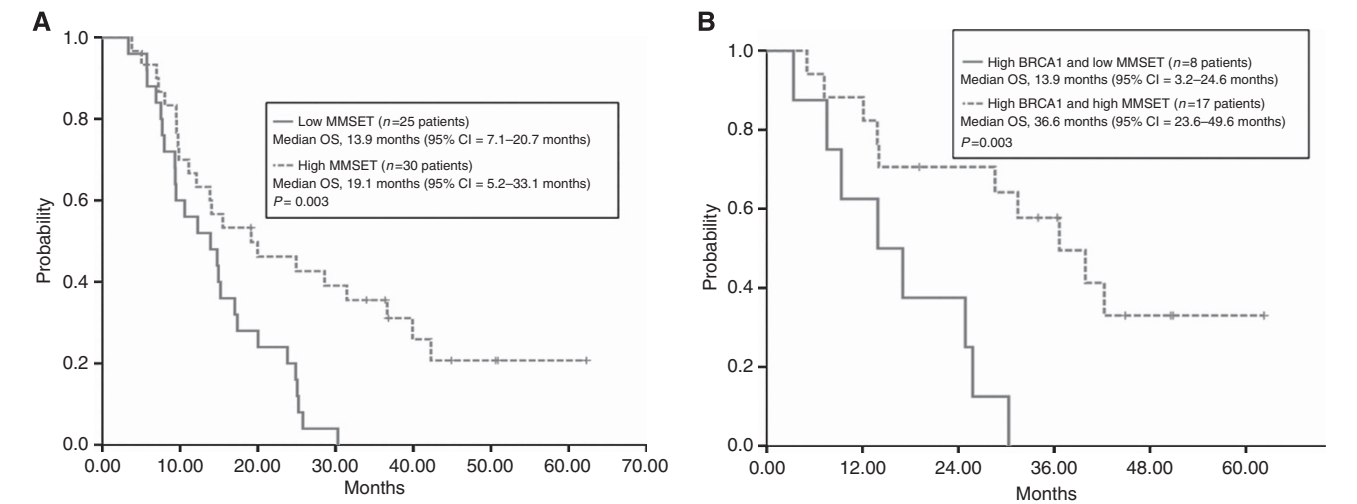 A
1.0
0.8
0.6
0.4
0.2
0.0
Probability
Low MMSET (n=25 patients)
Median OS, 13.9 months (95% CI = 7.1–20.7 months)
High MMSET (n=30 patients)
Median OS, 19.1 months (95% CI = 5.2–33.1 months)
P= 0.003
0.00 10.00 20.00 30.00 40.00 50.00 60.00 70.00
Months
B
1.0
0.8
0.6
0.4
0.2
0.0
Probability
High BRCA1 and low MMSET (n=8 patients)
Median OS, 13.9 months (95% CI = 3.2–24.6 months)
High BRCA1 and high MMSET (n=17 patients)
Median OS, 36.6 months (95% CI = 23.6–49.6 months)
P=0.003
0.00 12.00 24.00 36.00 48.00 60.00
Months